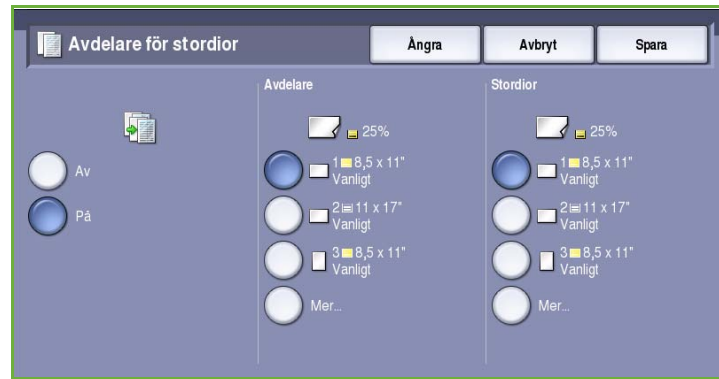 Avdelare för stordior
Ångra
Avbryt
Spara
Av
På
Avdelare
25%
1 8,5 x 11"
Vanligt
2 11 x 17"
Vanligt
3 8,5 x 11"
Vanligt
Mer...
Stordior
25%
1 8,5 x 11"
Vanligt
2 11 x 17"
Vanligt
3 8,5 x 11"
Vanligt
Mer...